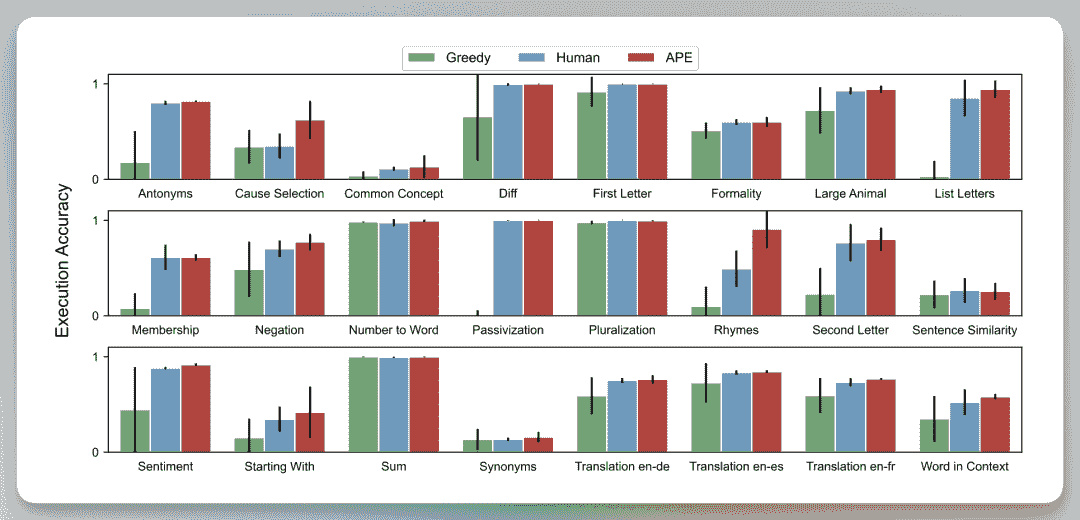 Greedy Human APE
Execution Accuracy
1
0
Antonyms Cause Selection Common Concept Diff First Letter Formality Large Animal List Letters
1
0
Membership Negation Number to Word Passivization Pluralization Rhymes Second Letter Sentence Similarity
1
0
Sentiment Starting With Sum Synonyms Translation en-de Translation en-es Translation en-fr Word in Context